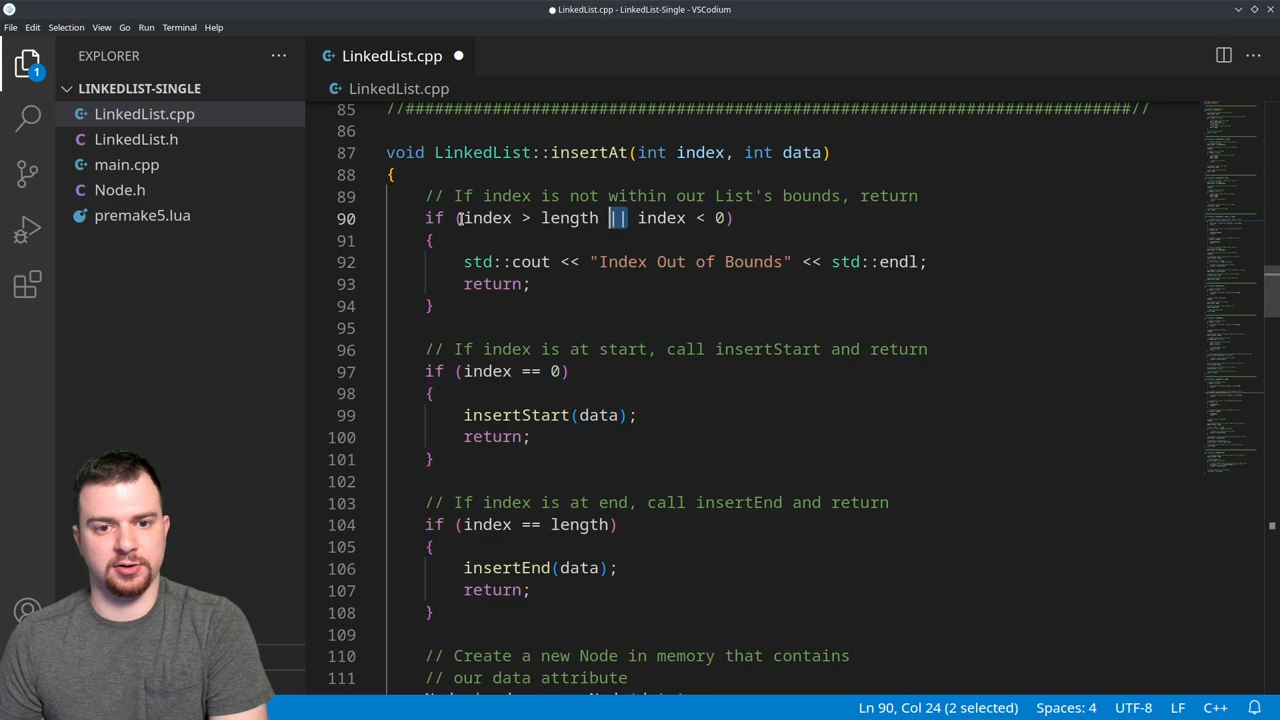 LinkedList.cpp - LinkedList-Single - VSCodium
File Edit Selection View Go Run Terminal Help
EXPLORER
LinkedList.cpp
1
LINKEDLIST-SINGLE
LinkedList.cpp
LinkedList.h
main.cpp
Node.h
premake5.lua
LinkedList.cpp
85 //###########################################################################//
86
87 void LinkedList::insertAt(int index, int data)
88 {
89 // If index is not within our List's bounds, return
90 if (index length || index < 0)
91 {
92 std::cout << "Index Out of Bounds" << std::endl;
93 return;
94 }
95
96 // If index is at start, call insertStart and return
97 if (index == 0)
98 {
99 insertStart(data);
100 return;
101 }
102
103 // If index is at end, call insertEnd and return
104 if (index == length)
105 {
106 insertEnd(data);
107 return;
108 }
109
110 // Create a new Node in memory that contains
111 // our data attribute
Ln 90, Col 24 (2 selected) Spaces: 4 UTF-8 LF C++